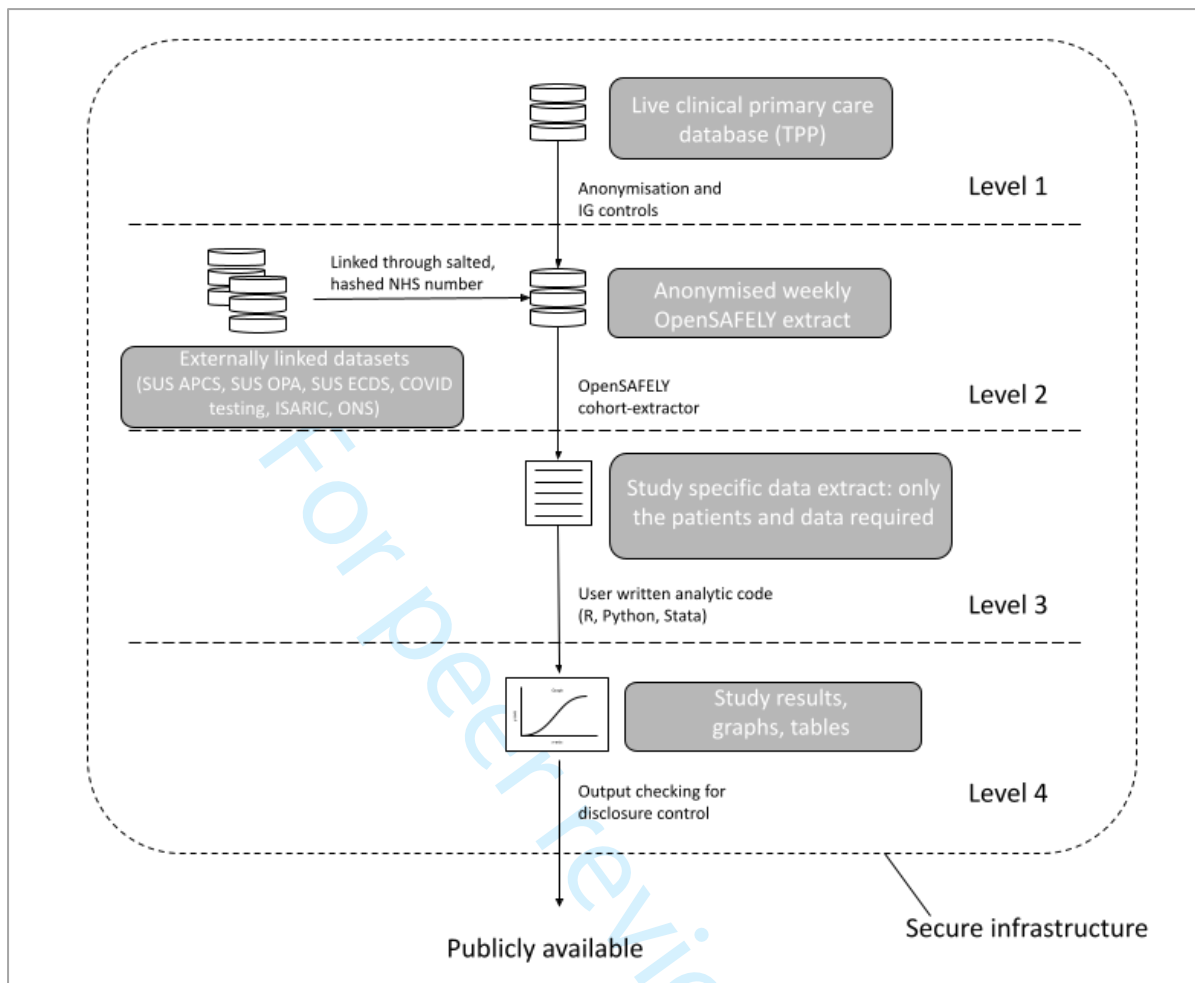 Live clinical primary care
database (TPP)
Anonymisation and
IG controls
Level 1
Linked through salted,
hashed NHS number
Anonymised weekly
OpenSAFELY extract
Externally linked datasets
(SUS APCS, SUS OPA, SUS ECDS, COVID
testing, ISARIC, ONS)
OpenSAFELY
cohort-extractor
Level 2
Study specific data extract: only
the patients and data required
User written analytic code
(R, Python, Stata)
Level 3
Study results,
graphs, tables
Output checking for
disclosure control
Level 4
Secure infrastructure
Publicly available
For peer revie